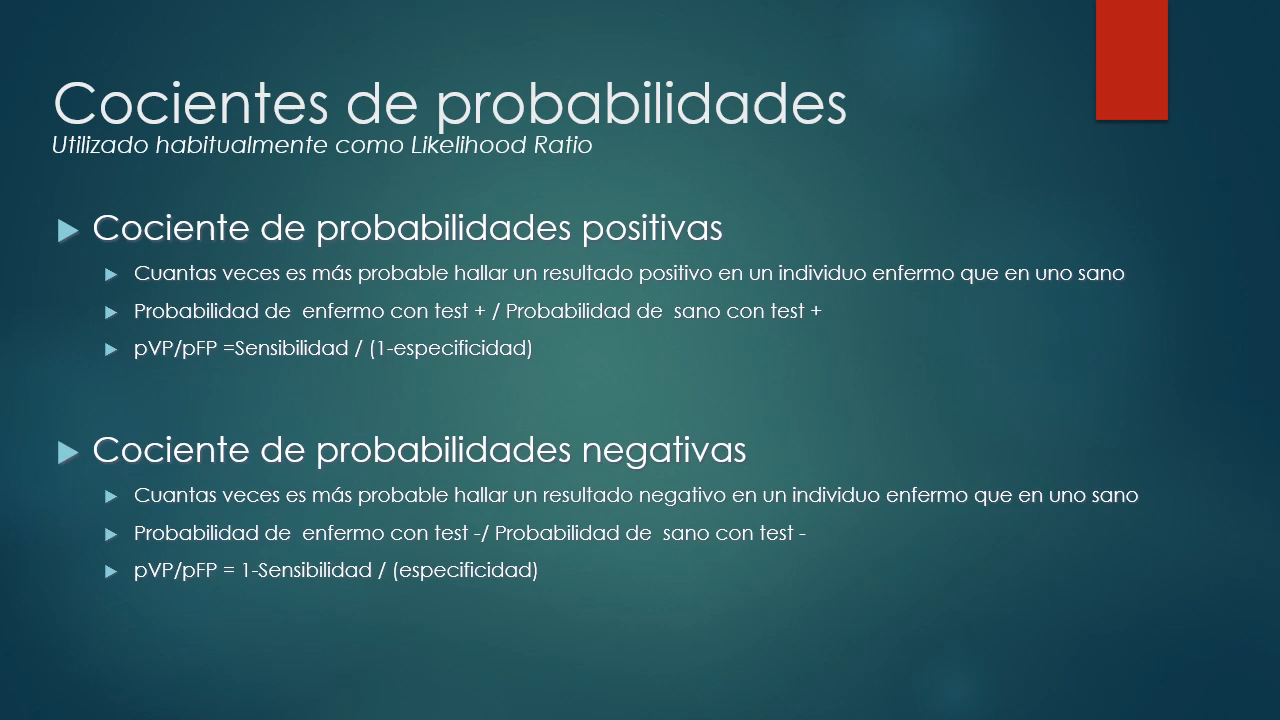 Cocientes de probabilidades
Utilizado habitualmente como Likelihood Ratio
Cociente de probabilidades positivas
Cuantas veces es más probable hallar un resultado positivo en un individuo enfermo que en uno sano
Probabilidad de  enfermo con test + / Probabilidad de  sano con test +
pVP/pFP =Sensibilidad / (1-especificidad)
Cociente de probabilidades negativas
Cuantas veces es más probable hallar un resultado negativo en un individuo enfermo que en uno sano
Probabilidad de  enfermo con test -/ Probabilidad de  sano con test -
pVP/pFP = 1-Sensibilidad / (especificidad)